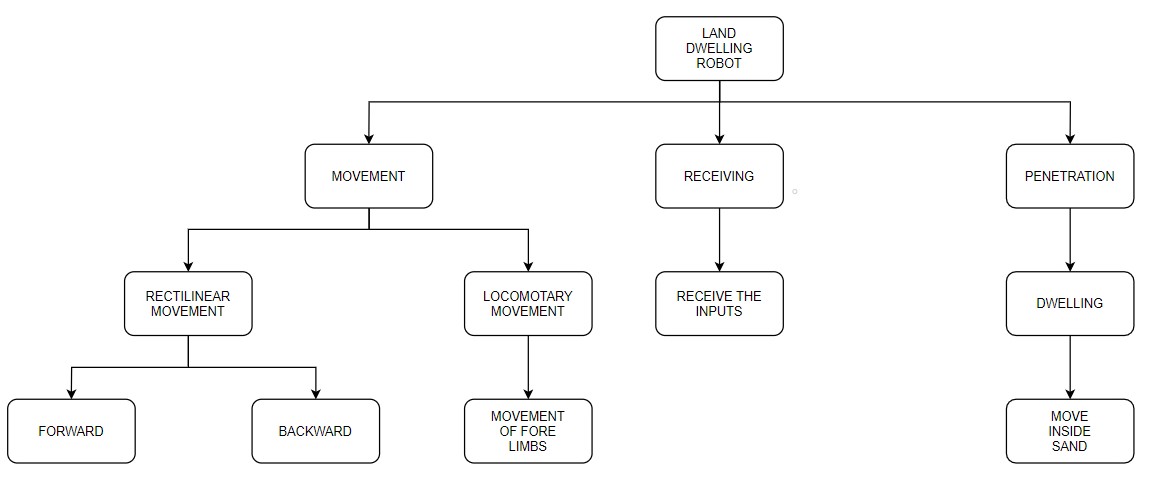 LAND
DWELLING
ROBOT
MOVEMENT
RECEIVING
PENETRATION
RECTILINEAR
MOVEMENT
LOCOMOTARY
MOVEMENT
RECEIVE THE
INPUTS
DWELLING
FORWARD
BACKWARD
MOVEMENT
OF FORE
LIMBS
MOVE
INSIDE
SAND